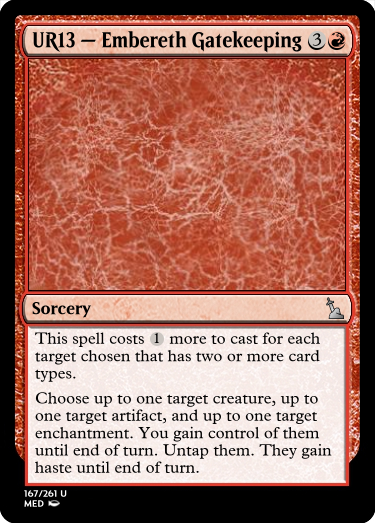 UR13 — Embereth Gatekeeping 3
Sorcery
This spell costs 1 more to cast for each
target chosen that has two or more card
types.
Choose up to one target creature, up to
one target artifact, and up to one target
enchantment. You gain control of them
until end of turn. Untap them. They gain
haste until end of turn.
167/261 U
MED